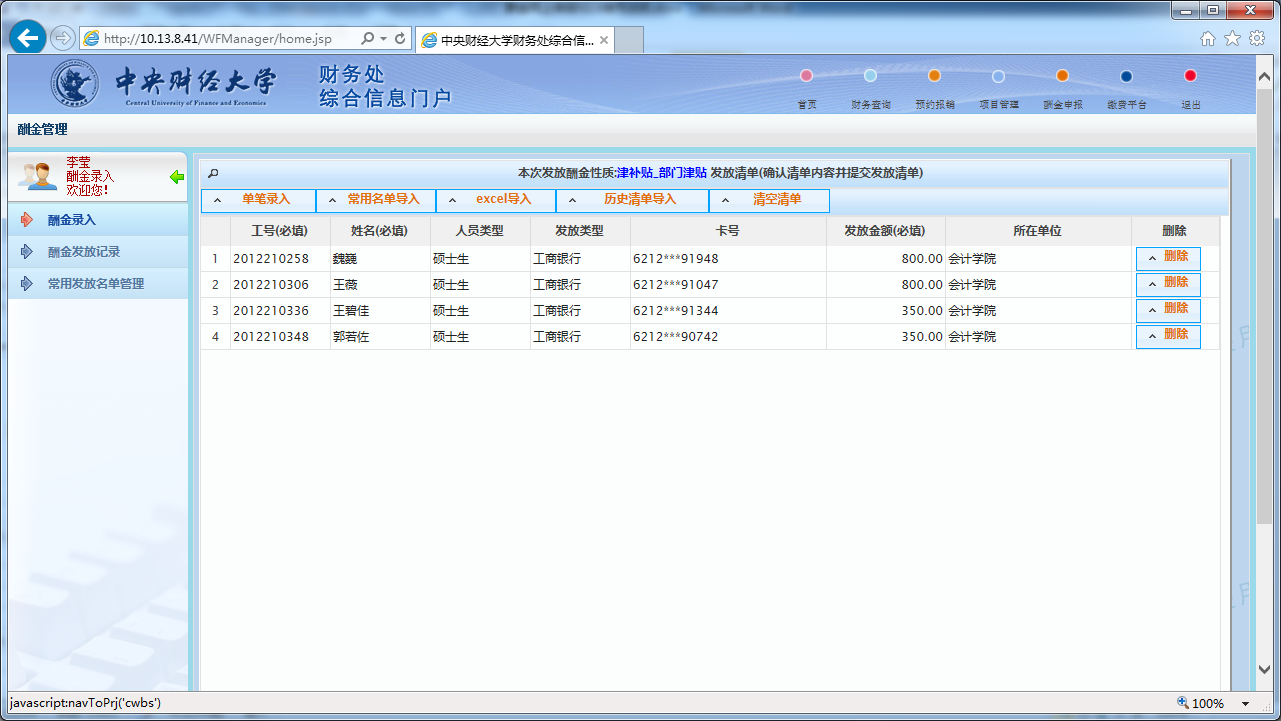 http://10.13.8.41/WFManager/home.jsp
中央财经大学财务处综合信...
中央财经大学
Central University of Finance and Economics
财务处
综合信息门户
首页 财务查询 预约报销 项目管理 酬金申报 缴费平台 退出
酬金管理
李莹
酬金录入
欢迎您!
酬金录入
酬金发放记录
常用发放名单管理
本次发放酬金性质:津补贴_部门津贴 发放清单(确认清单内容并提交发放清单)
单笔录入 常用名单导入 excel导入 历史清单导入 清空清单
工号(必填) 姓名(必填) 人员类型 发放类型 卡号 发放金额(必填) 所在单位 删除
1 2012210258 魏巍 硕士生 工商银行 6212***91948 800.00 会计学院 删除
2 2012210306 王薇 硕士生 工商银行 6212***91047 800.00 会计学院 删除
3 2012210336 王碧佳 硕士生 工商银行 6212***91344 350.00 会计学院 删除
4 2012210348 郭若佐 硕士生 工商银行 6212***90742 350.00 会计学院 删除
javascript:navToPrj('cwbs')
100%